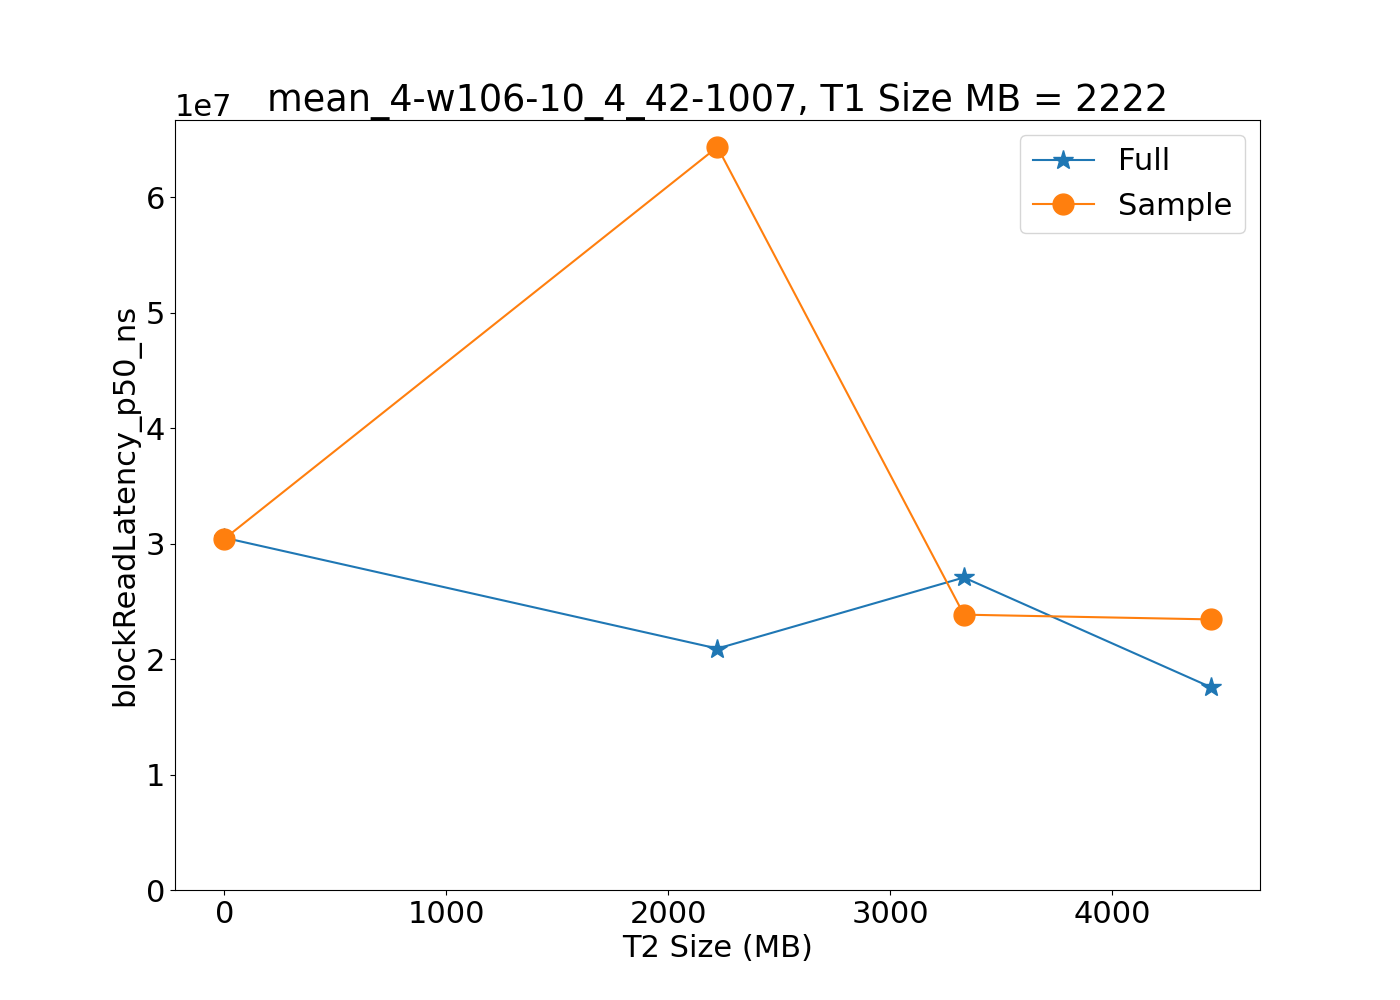 1e7
mean_4-w106-10_4_42-1007, T1 Size MB = 2222
Full
Sample
6
5
4
3
2
1
0
blockReadLatency_p50_ns
0 1000 2000 3000 4000
T2 Size (MB)